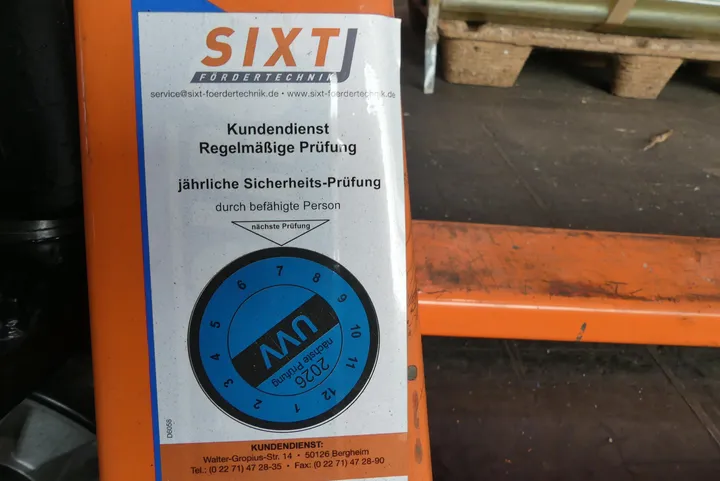 SIXT
FÖRDERTECHNIK
service@sixt-foerdertechnik.de • www.sixt-foerdertechnik.de
Kundendienst
Regelmäßige Prüfung
jährliche Sicherheits-Prüfung
durch befähigte Person
nächste Prüfung
1 2 3 4 5 6 7 8 9 10 11 12
UVV
nächste Prüfung
2026
D6058
KUNDENDIENST:
Walter-Gropius-Str. 14 • 50126 Bergheim
Tel.: (0 22 71) 47 28-35 • Fax: (0 22 71) 47 28-90